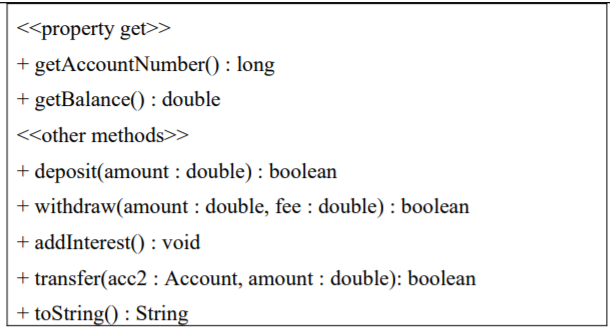 <<property get>>
+ getAccountNumber() : long
+ getBalance() : double
<<other methods>>
+ deposit(amount : double) : boolean
+ withdraw(amount : double, fee : double) : boolean
+ addInterest() : void
+ transfer(acc2 : Account, amount : double): boolean
+ toString() : String